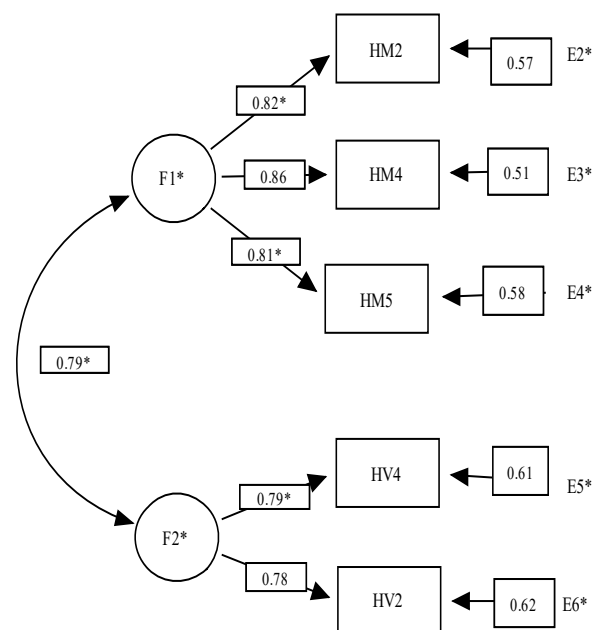 HM2
0.57
E2*
0.82*
F1*
0.86
HM4
0.51
E3*
0.81*
HM5
0.58
E4*
0.79*
HV4
0.61
E5*
0.79*
F2*
0.78
HV2
0.62
E6*